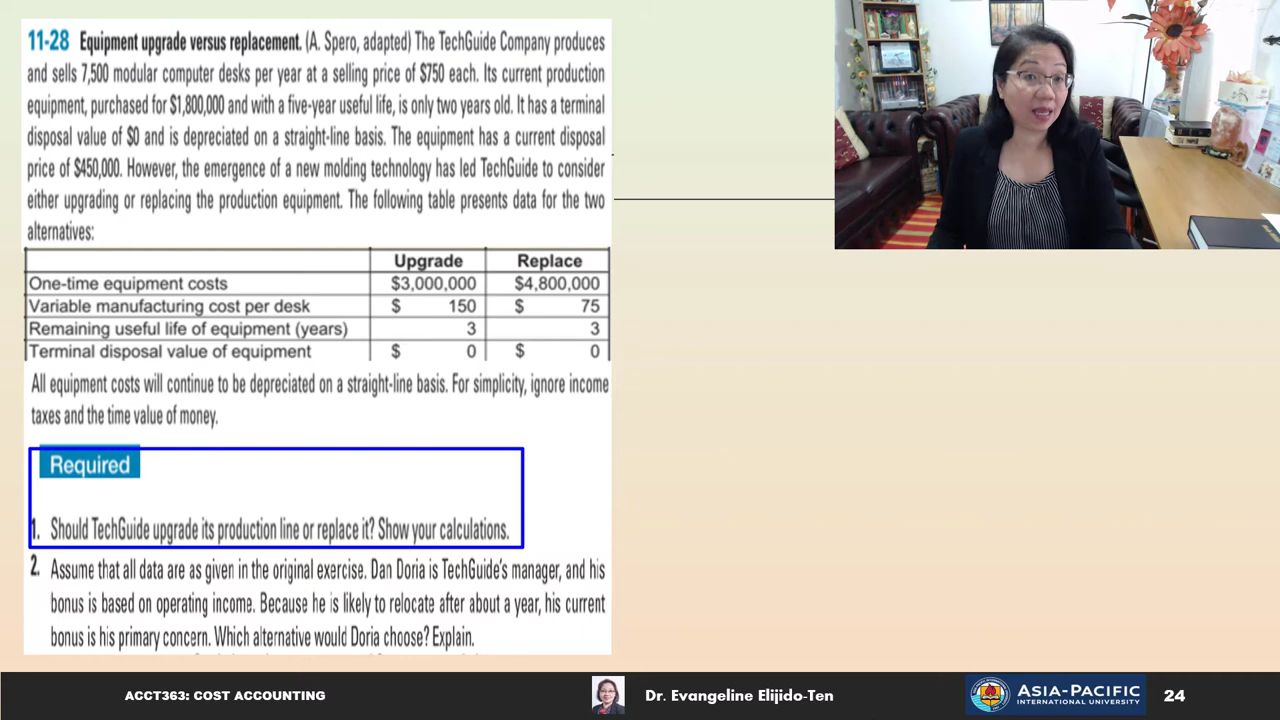 11-28 Equipment upgrade versus replacement. (A. Spero, adapted) The TechGuide Company produces
and sells 7,500 modular computer desks per year at a selling price of $750 each. Its current production
equipment, purchased for $1,800,000 and with a five-year useful life, is only two years old. It has a terminal
disposal value of $0 and is depreciated on a straight-line basis. The equipment has a current disposal
price of $450,000. However, the emergence of a new molding technology has led TechGuide to consider
either upgrading or replacing the production equipment. The following table presents data for the two
alternatives:
Upgrade Replace
One-time equipment costs $3,000,000 $4,800,000
Variable manufacturing cost per desk $ 150 $ 75
Remaining useful life of equipment (years) 3 3
Terminal disposal value of equipment $ 0 $ 0
All equipment costs will continue to be depreciated on a straight-line basis. For simplicity, ignore income
taxes and the time value of money.
Required
1. Should TechGuide upgrade its production line or replace it? Show your calculations.
2. Assume that all data are as given in the original exercise. Dan Doria is TechGuide's manager, and his
bonus is based on operating income. Because he is likely to relocate after about a year, his current
bonus is his primary concern. Which alternative would Doria choose? Explain.
ACCT363: COST ACCOUNTING
Dr. Evangeline Elijido-Ten
ASIA-PACIFIC
INTERNATIONAL UNIVERSITY
24